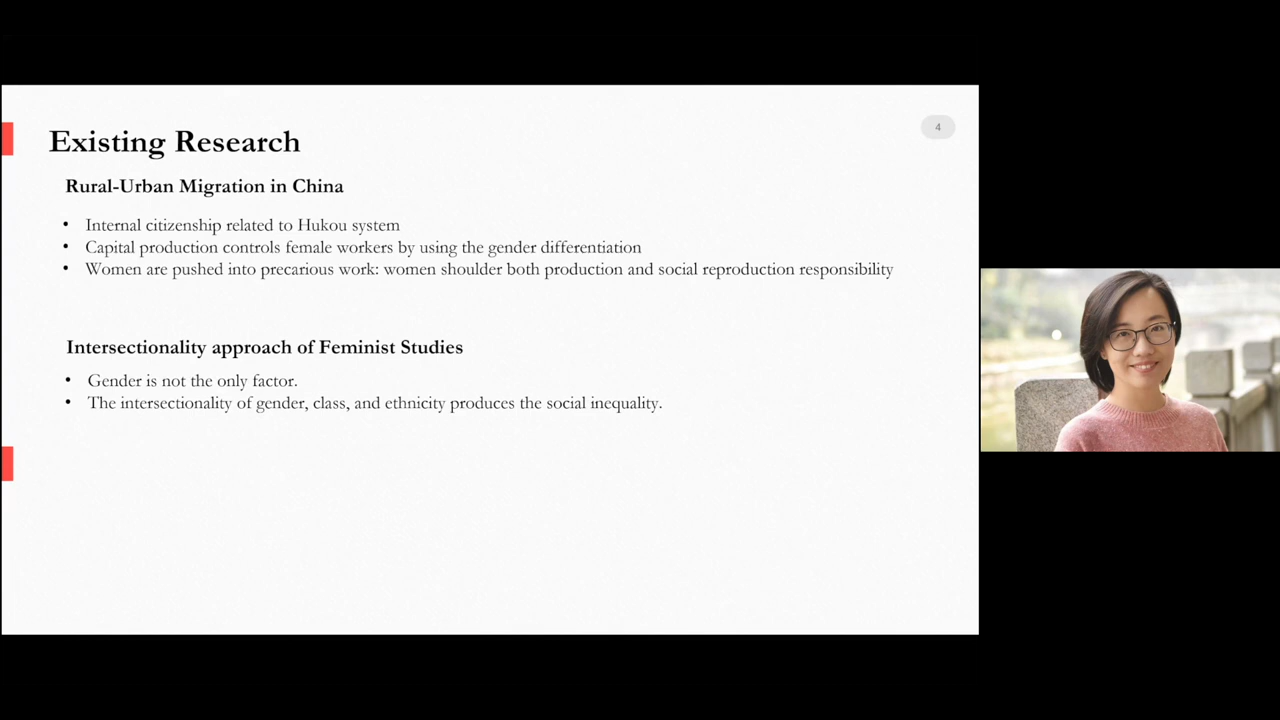 4
Existing Research
Rural-Urban Migration in China
• Internal citizenship related to Hukou system
• Capital production controls female workers by using the gender differentiation
• Women are pushed into precarious work: women shoulder both production and social reproduction responsibility
Intersectionality approach of Feminist Studies
• Gender is not the only factor.
• The intersectionality of gender, class, and ethnicity produces the social inequality.